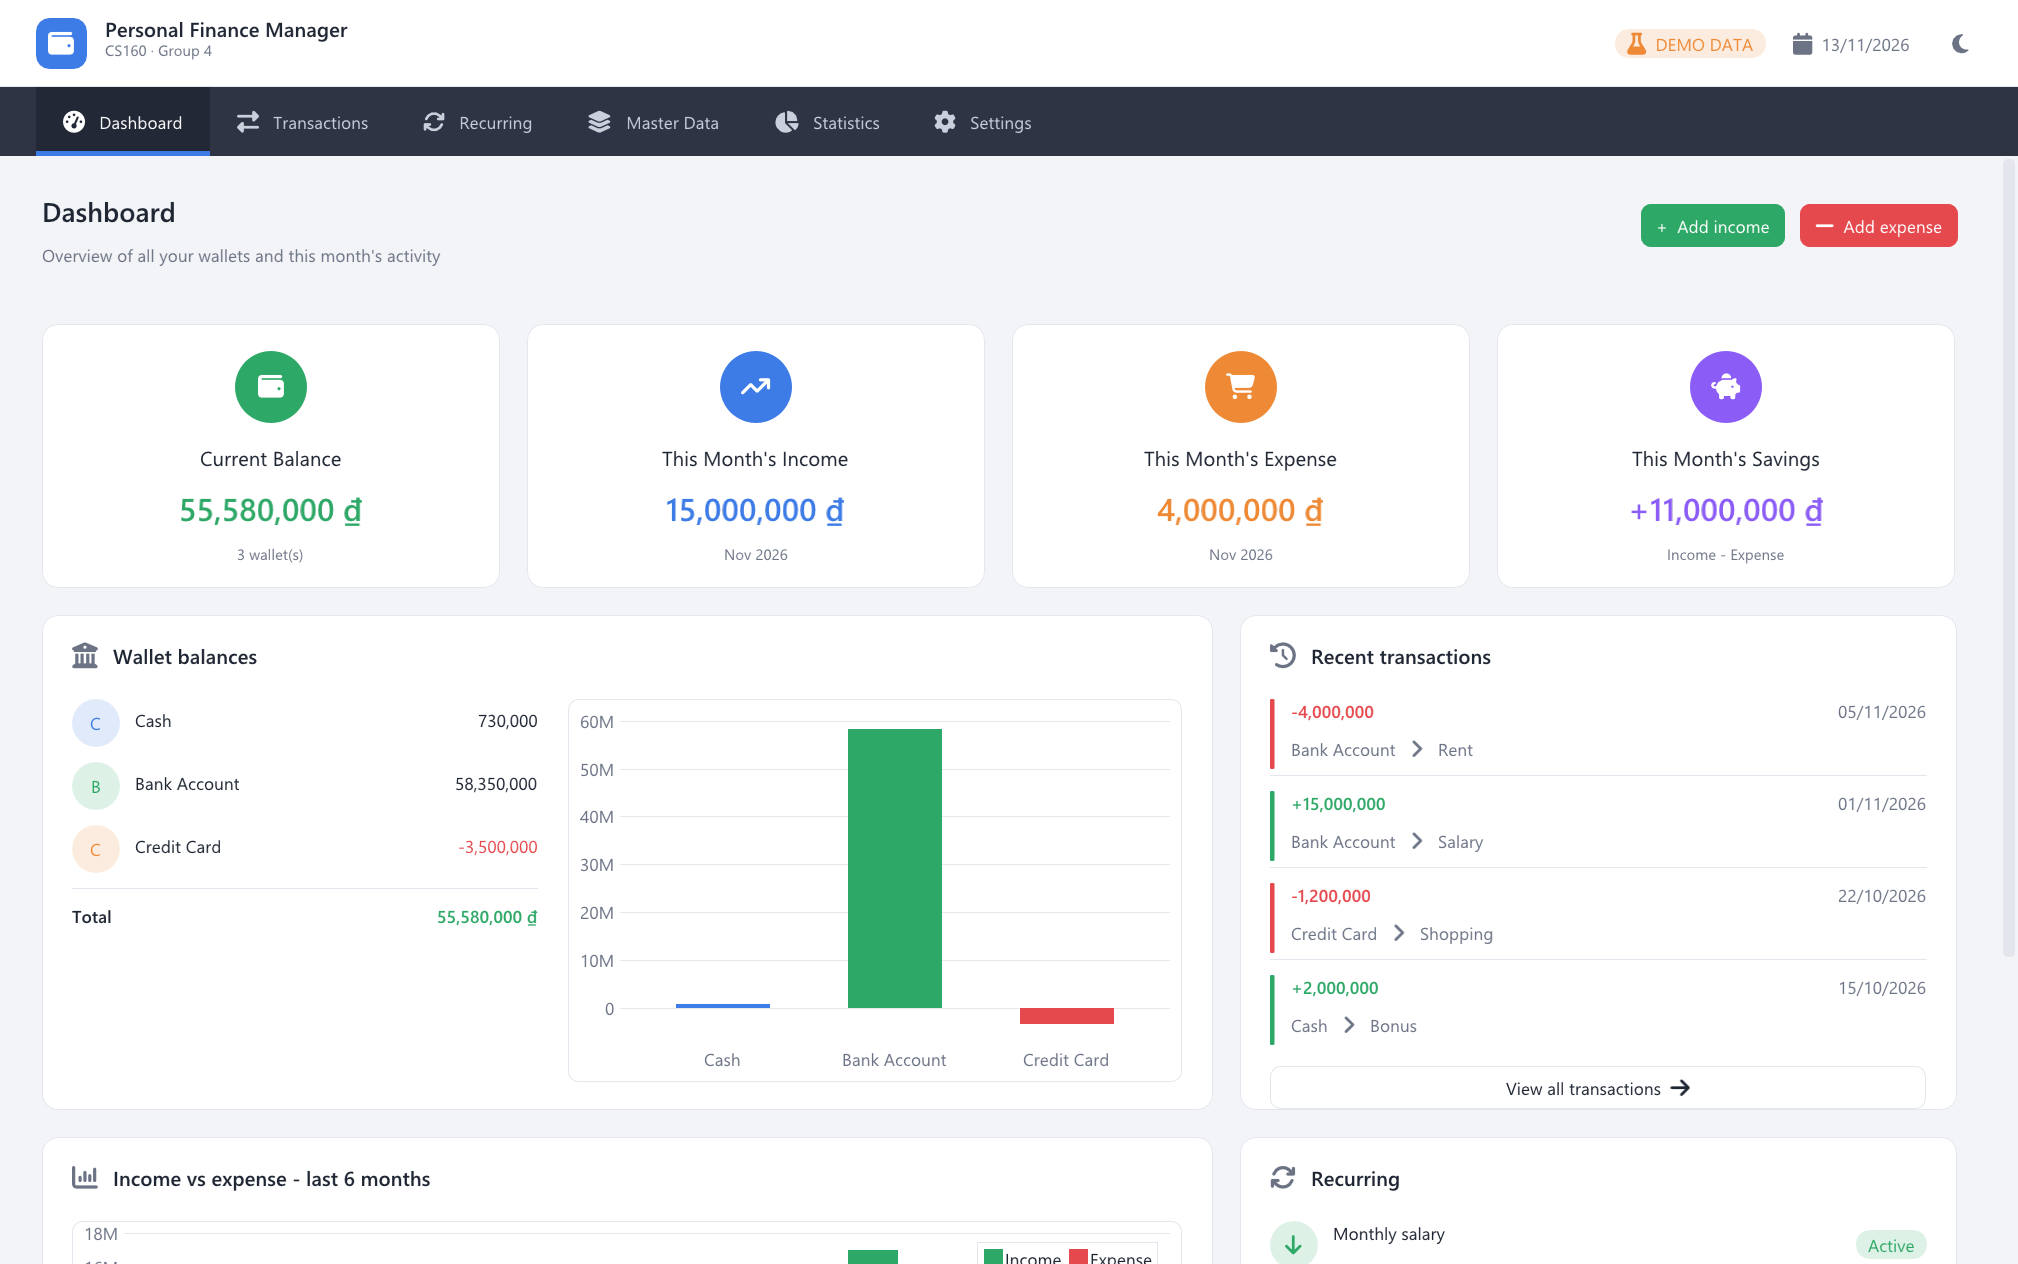 Personal Finance Manager
CS160 · Group 4
DEMO DATA
13/11/2026
Dashboard
Transactions
Recurring
Master Data
Statistics
Settings
Dashboard
Overview of all your wallets and this month's activity
+ Add income
Add expense
Current Balance
55,580,000 ₫
3 wallet(s)
This Month's Income
15,000,000 ₫
Nov 2026
This Month's Expense
4,000,000 ₫
Nov 2026
This Month's Savings
+11,000,000 ₫
Income - Expense
Wallet balances
C Cash 730,000
B Bank Account 58,350,000
C Credit Card -3,500,000
Total 55,580,000 ₫
60M
50M
40M
30M
20M
10M
0
Cash Bank Account Credit Card
Recent transactions
-4,000,000 05/11/2026
Bank Account Rent
+15,000,000 01/11/2026
Bank Account Salary
-1,200,000 22/10/2026
Credit Card Shopping
+2,000,000 15/10/2026
Cash Bonus
View all transactions
Income vs expense - last 6 months
18M
Income Expense
Recurring
Monthly salary
Active